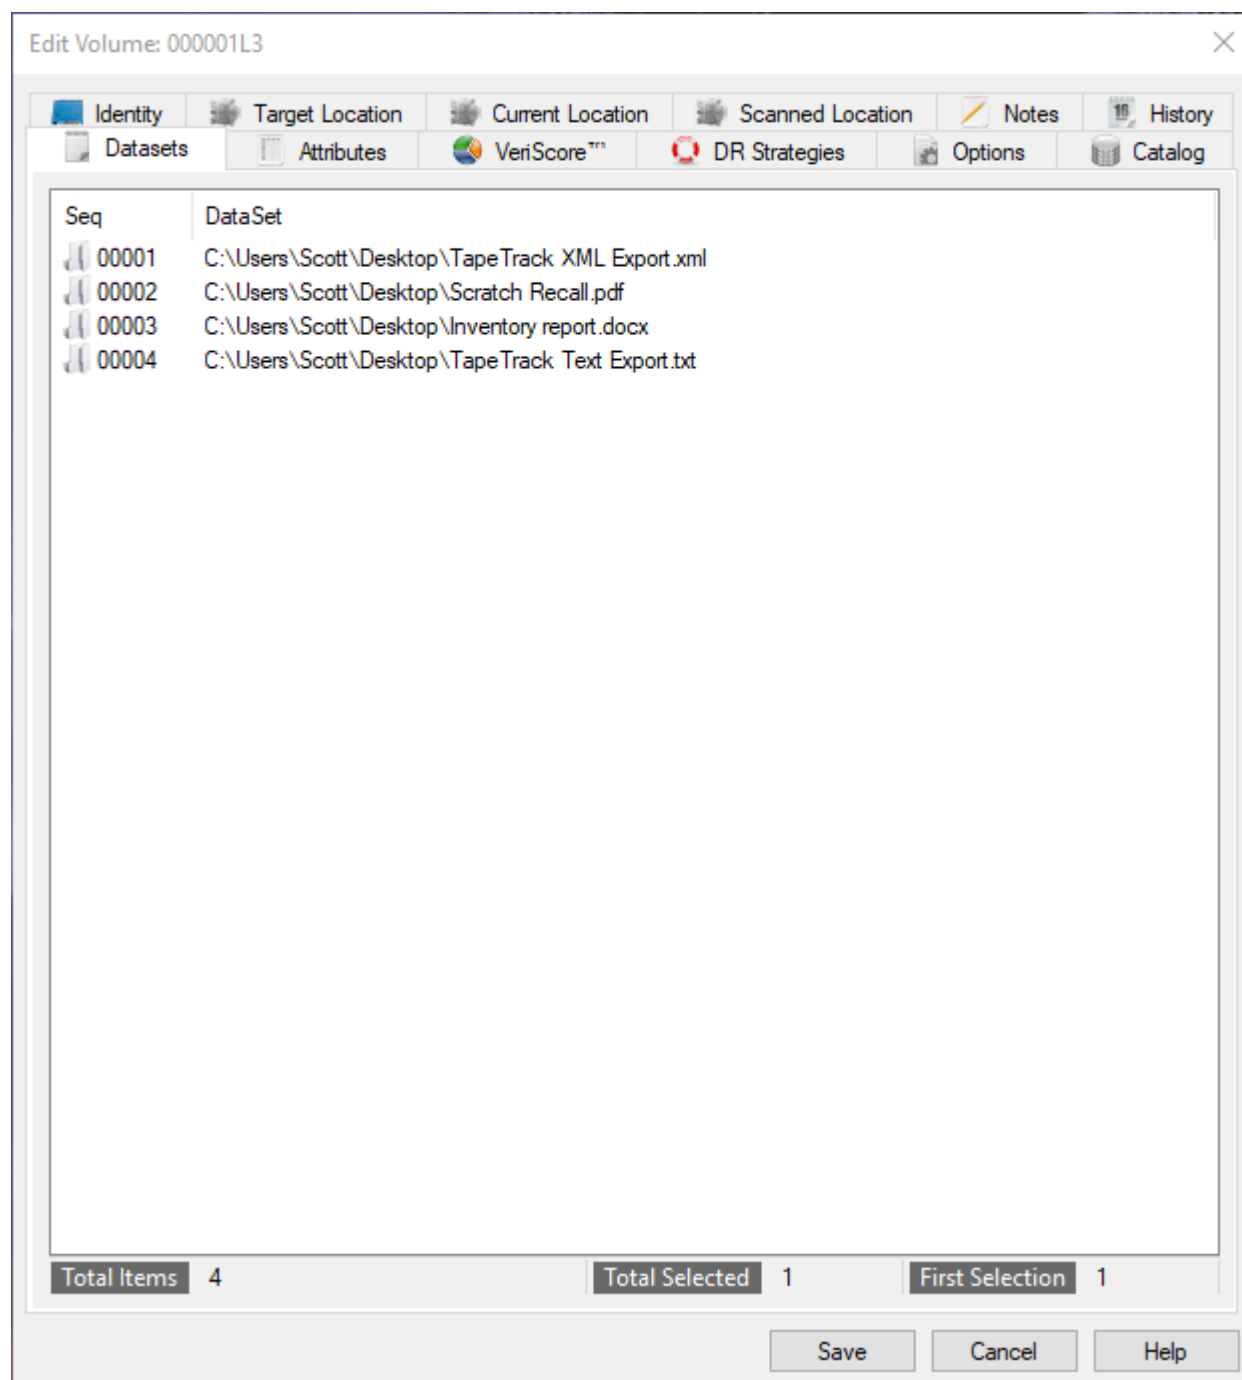 Edit Volume: 000001L3
Identity Target Location Current Location Scanned Location Notes 16 History
Datasets Attributes VeriScore™ DR Strategies Options Catalog
Seq DataSet
00001 C:\Users\Scott\Desktop\TapeTrack XML Export.xml
00002 C:\Users\Scott\Desktop\Scratch Recall.pdf
00003 C:\Users\Scott\Desktop\Inventory report.docx
00004 C:\Users\Scott\Desktop\TapeTrack Text Export.txt
Total Items 4 Total Selected 1 First Selection 1
Save Cancel Help